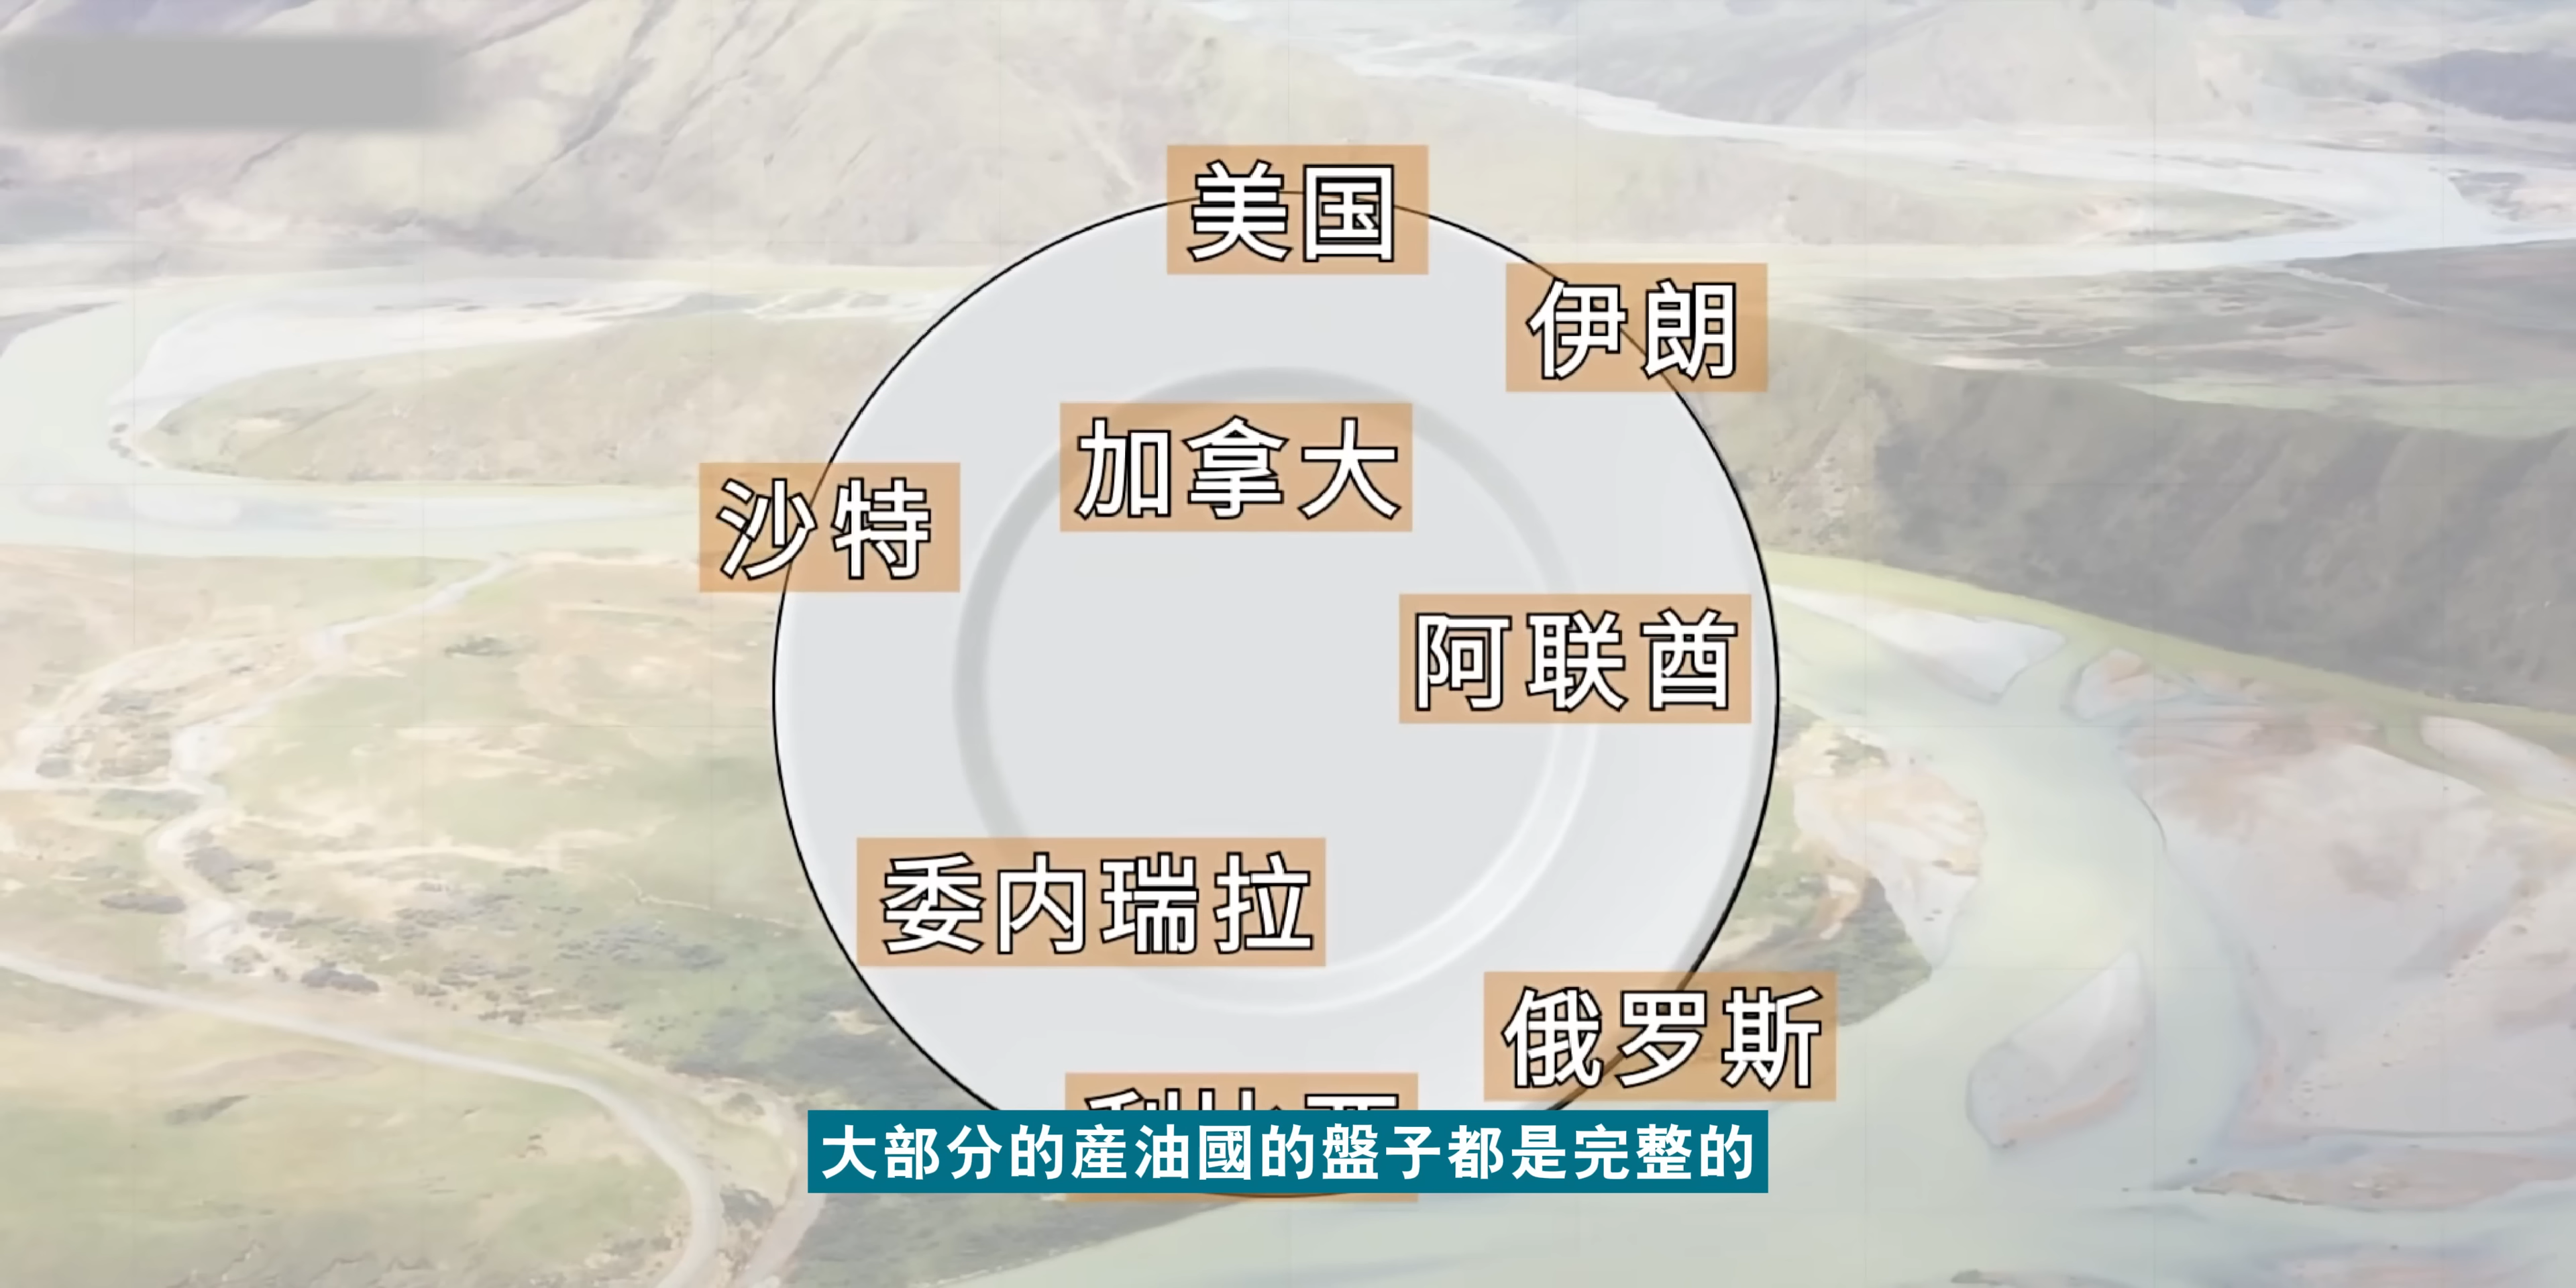 美国
伊朗
加拿大
沙特
阿联酋
委内瑞拉
俄罗斯
大部分的産油國的盤子都是完整的